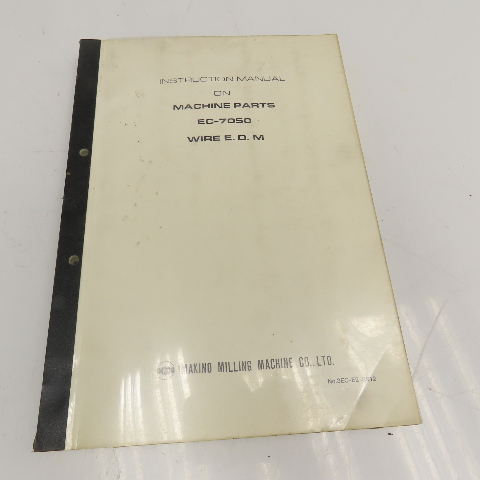 INSTRUCTION MANUAL
ON
MACHINE PARTS
EC-7050
WIRE E. D. M
MAKINO MILLING MACHINE CO., LTD.